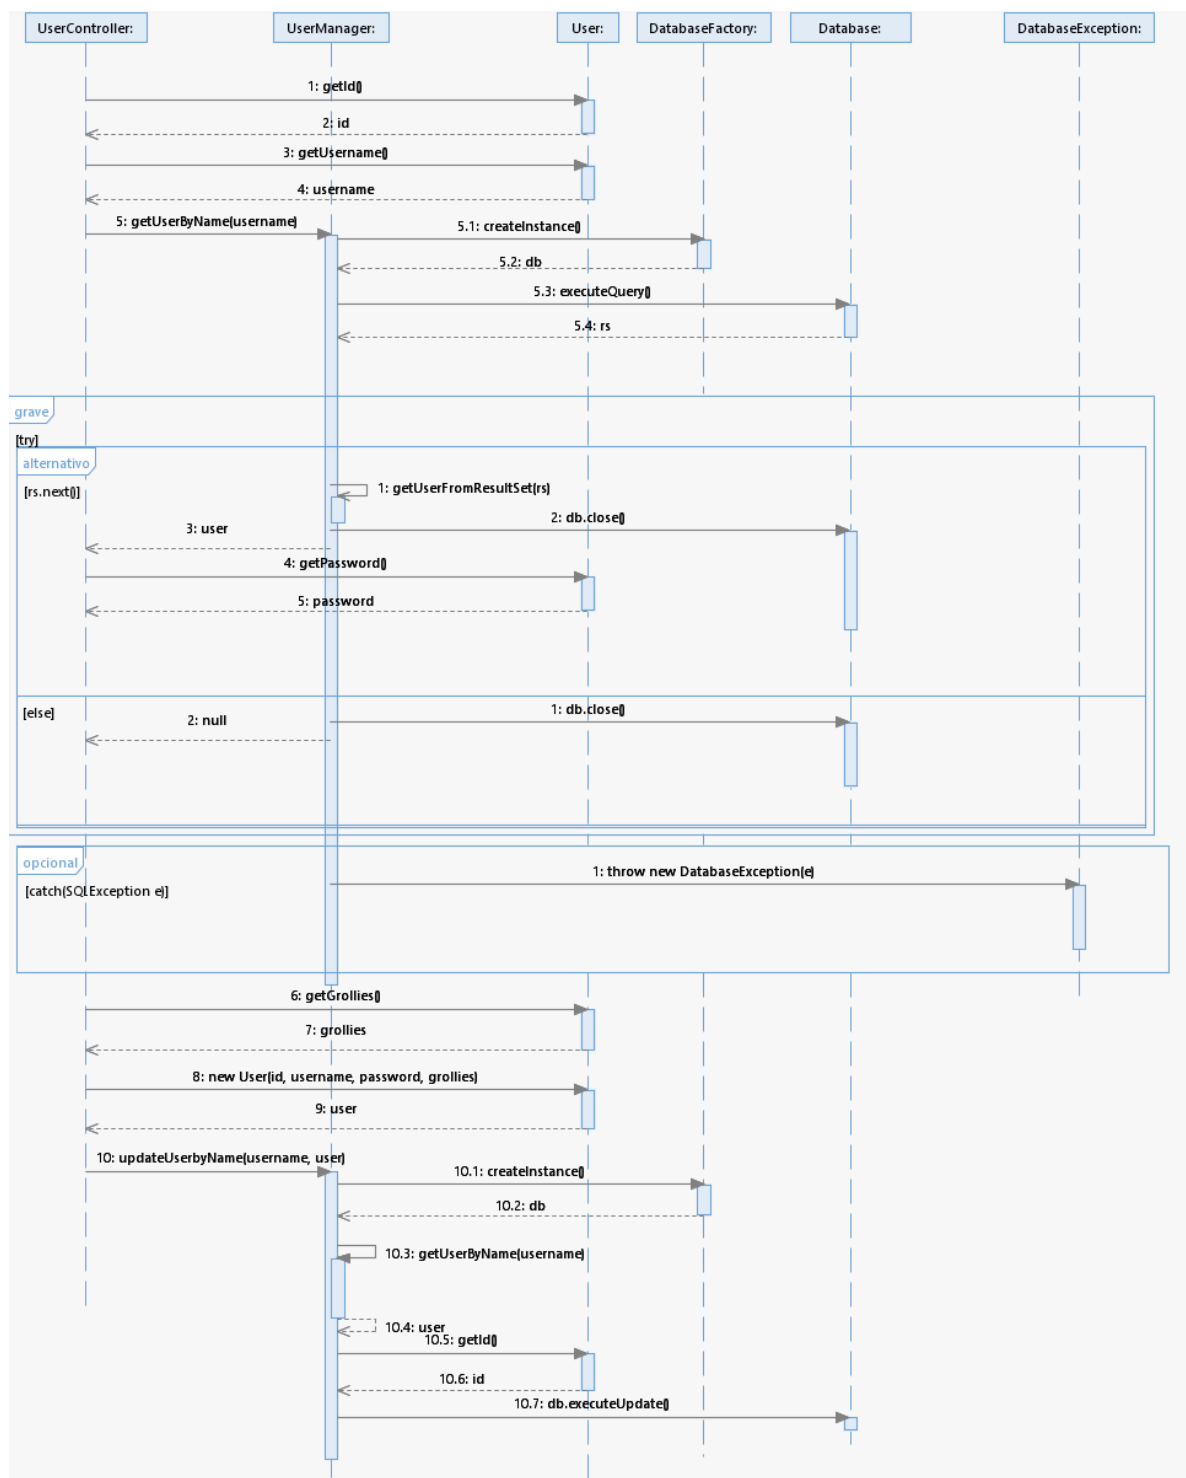 UserController: UserManager: User: DatabaseFactory: Database: DatabaseException:
1: getId()
2: id
3: getUsername()
4: username
5: getUserByName(username)
5.1: createInstance()
5.2: db
5.3: executeQuery()
5.4: rs
grave
[try]
alternativo
[rs.next()]
1: getUserFromResultSet(rs)
2: db.close()
3: user
4: getPassword()
5: password
[else]
1: db.close()
2: null
opcional
[catch(SQLException e)]
1: throw new DatabaseException(e)
6: getGrollies()
7: grollies
8: new User(id, username, password, grollies)
9: user
10: updateUserbyName(username, user)
10.1: createInstance()
10.2: db
10.3: getUserByName(username)
10.4: user
10.5: getId()
10.6: id
10.7: db.executeUpdate()